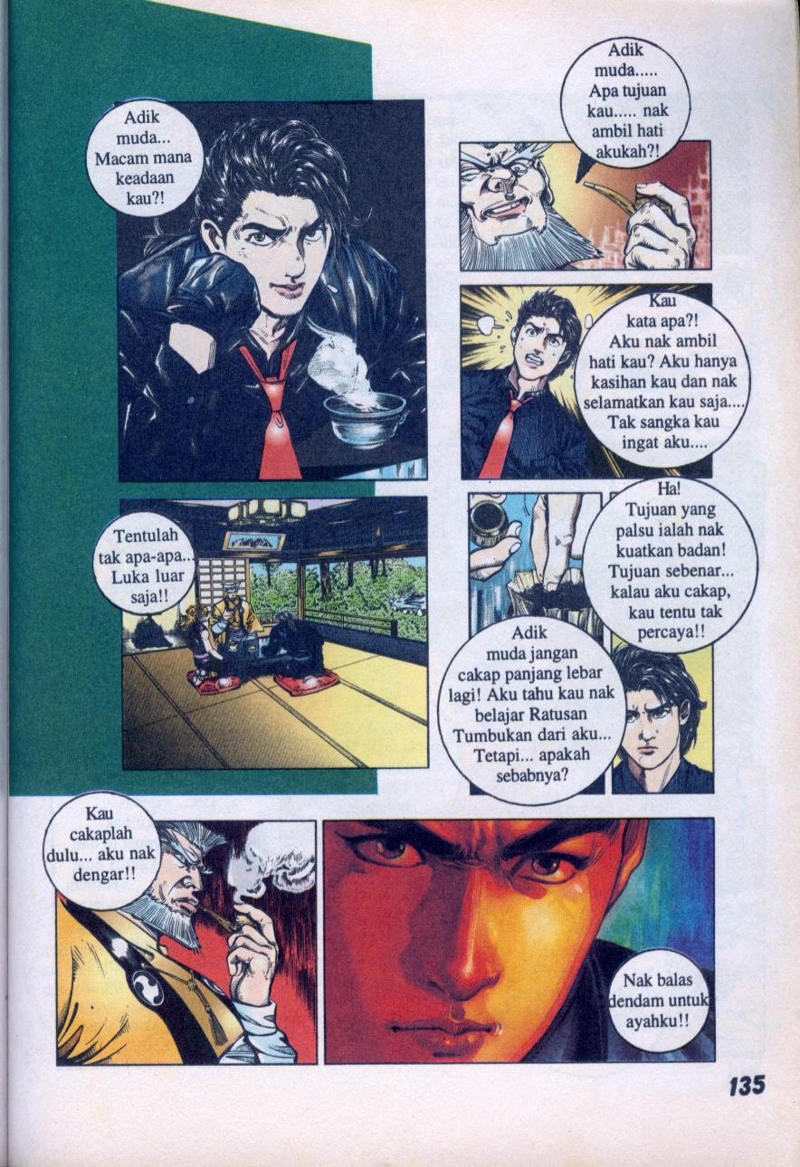 Adik
muda...
Macam mana
keadaan
kau?!
Tentulah
tak apa-apa...
Luka luar
saja!!
Adik
muda.....
Apa tujuan
kau..... nak
ambil hati
akukah?!
Kau
kata apa?!
Aku nak ambil
hati kau? Aku hanya
kasihan kau dan nak
selamatkan kau saja....
Tak sangka kau
ingat aku....
Ha!
Tujuan yang
palsu ialah nak
kuatkan badan!
Tujuan sebenar...
kalau aku cakap,
kau tentu tak
percaya!!
Adik
muda jangan
cakap panjang lebar
lagi! Aku tahu kau nak
belajar Ratusan
Tumbukan dari aku...
Tetapi... apakah
sebabnya?
Kau
cakaplah
dulu... aku nak
dengar!!
Nak balas
dendam untuk
ayahku!!
135